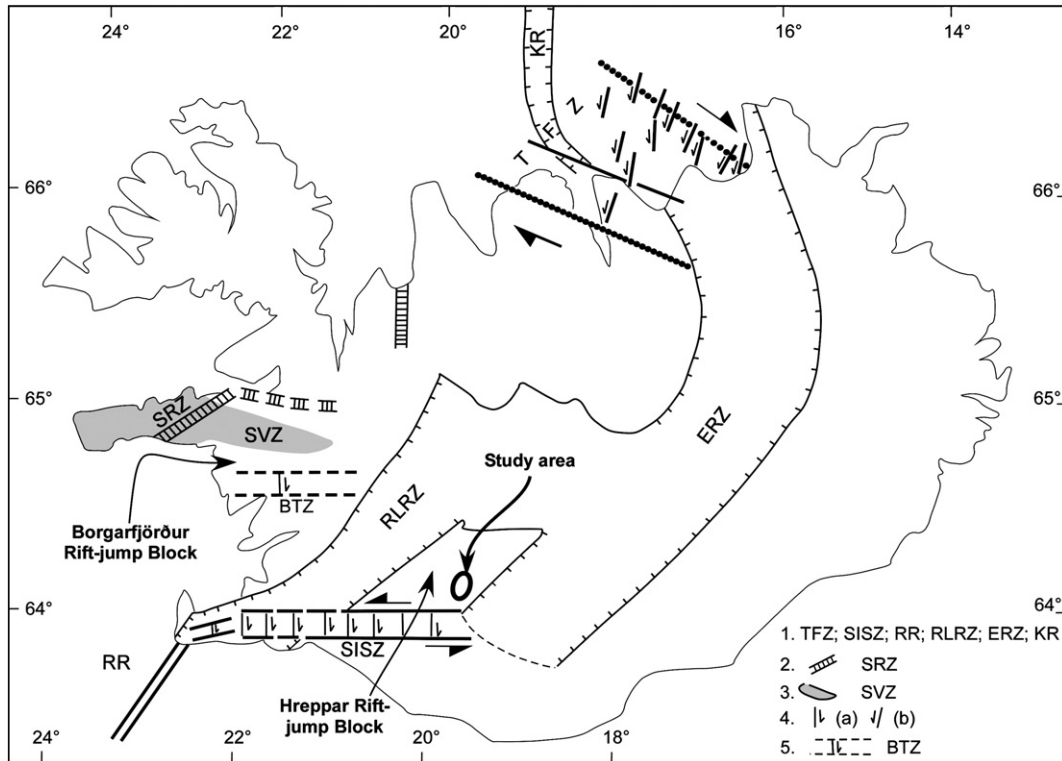 24°
22°
20°
16°
14°
KR
TFZ
66°
66°
65°
65°
SRZ
SVZ
ERZ
Study area
BTZ
RLRZ
Borgarfjörður
Rift-jump Block
64°
64°
SISZ
RR
Hreppar Rift-
jump Block
1. TFZ; SISZ; RR; RLRZ; ERZ; KR
2. SRZ
3. SVZ
4. (a) (b)
5. BTZ
24°
22°
20°
18°